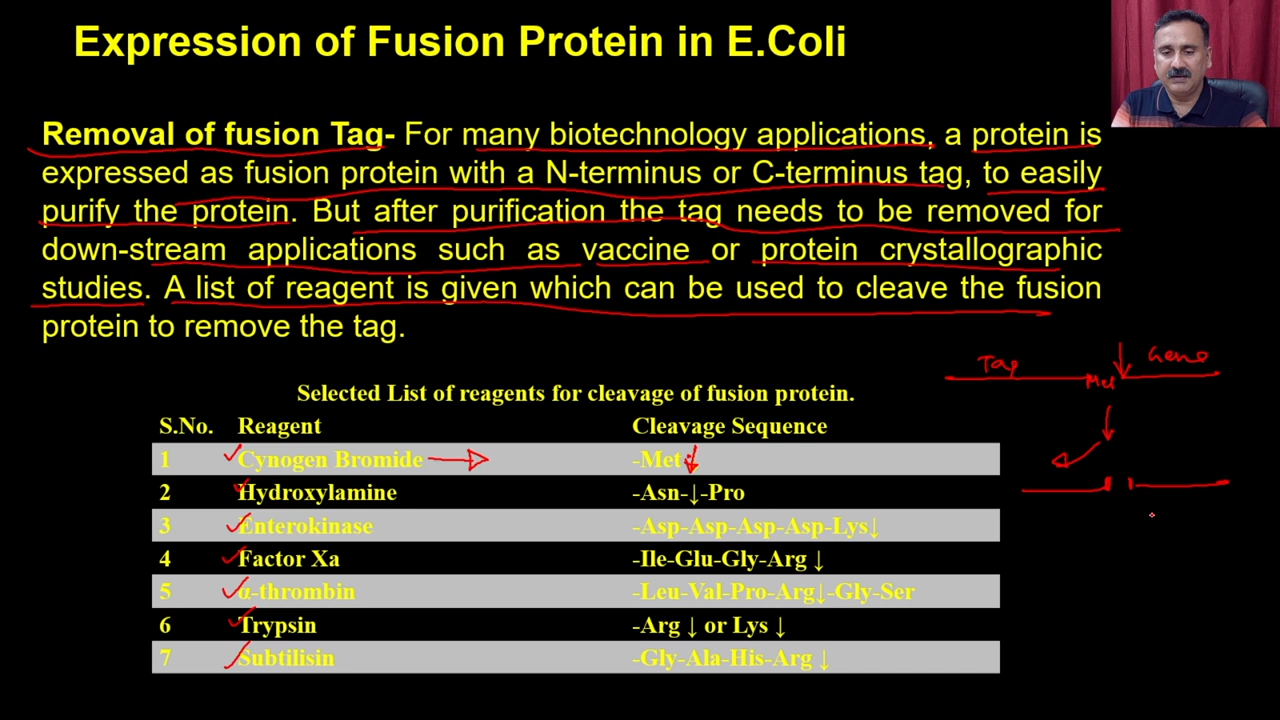 Expression of Fusion Protein in E.Coli
Removal of fusion Tag- For many biotechnology applications, a protein is
expressed as fusion protein with a N-terminus or C-terminus tag, to easily
purify the protein. But after purification the tag needs to be removed for
down-stream applications such as vaccine or protein crystallographic
studies. A list of reagent is given which can be used to cleave the fusion
protein to remove the tag.
Tag Gene
Met
Selected List of reagents for cleavage of fusion protein.
S.No. Reagent Cleavage Sequence
1 Cynogen Bromide -Met
2 Hydroxylamine -Asn-↓-Pro
3 Enterokinase -Asp-Asp-Asp-Asp-Lys↓
4 Factor Xa -Ile-Glu-Gly-Arg ↓
5 α-thrombin -Leu-Val-Pro-Arg↓-Gly-Ser
6 Trypsin -Arg ↓ or Lys ↓
7 Subtilisin -Gly-Ala-His-Arg ↓